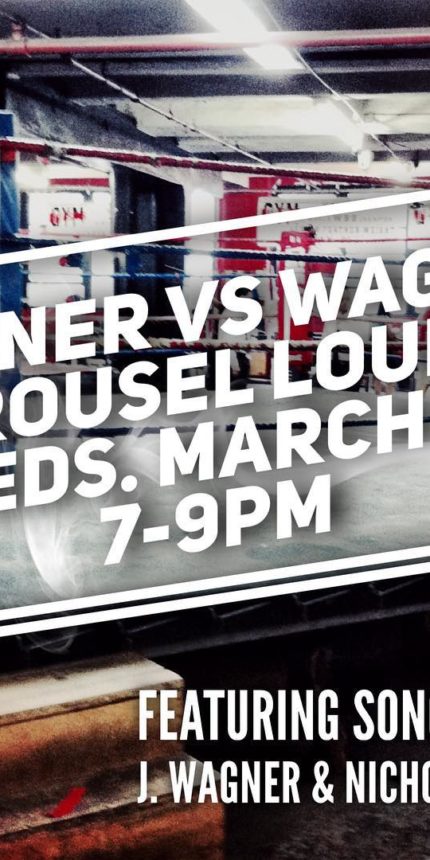 GYM
GYM
NER VS WAG
ROUSEL LOU
EDS. MARCH
7-9PM
FEATURING SON
J. WAGNER & NICHO